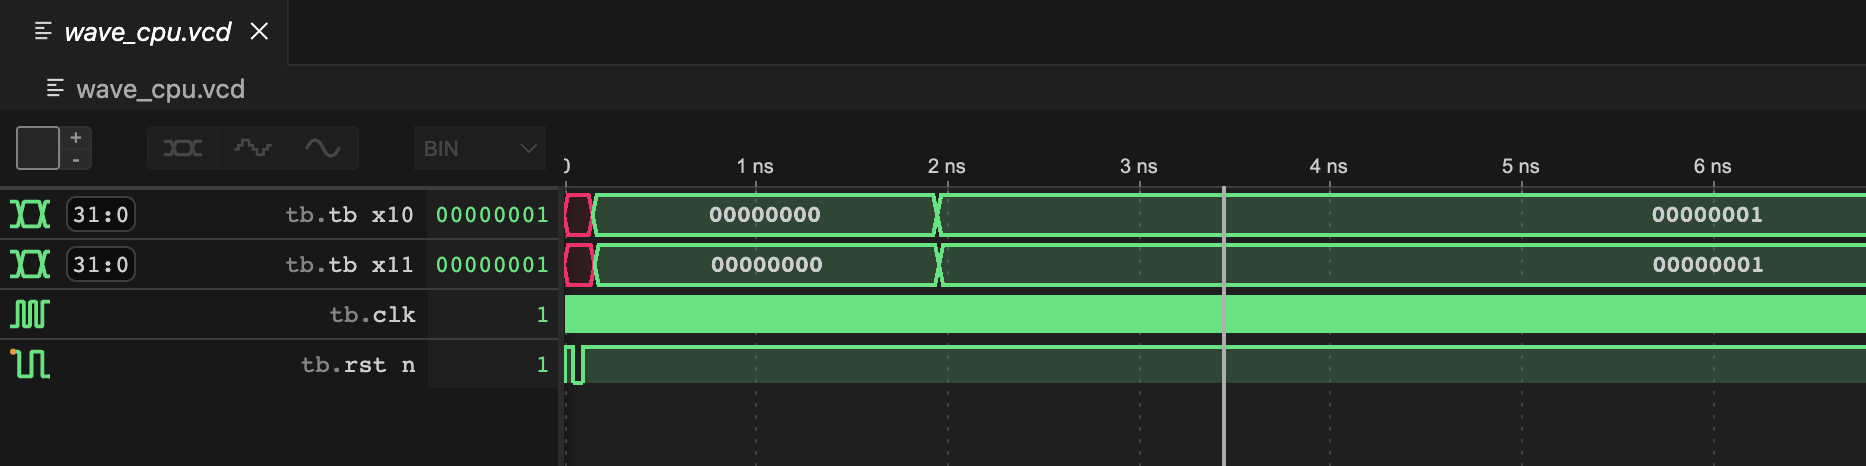 wave_cpu.vcd
wave_cpu.vcd
+
-
BIN
0 1 ns 2 ns 3 ns 4 ns 5 ns 6 ns
31:0 tb.tb x10 00000001 00000000 00000001
31:0 tb.tb x11 00000001 00000000 00000001
tb.clk 1
tb.rst n 1